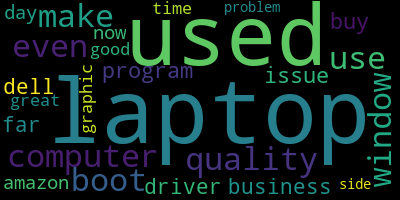 day make used time problem
even now good buy
graphic program issue use
dell
great
far laptop window
computer quality
amazon boot driver business side